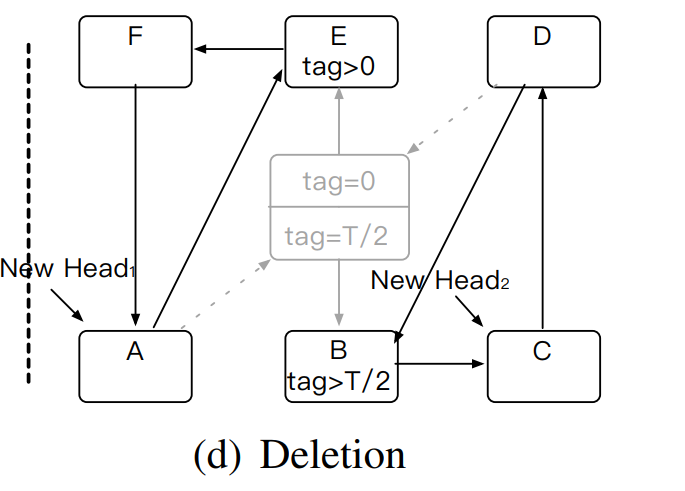 F
E
tag>0
D
tag=0
tag=T/2
New Head₁
New Head₂
A
B
tag>T/2
C
(d) Deletion